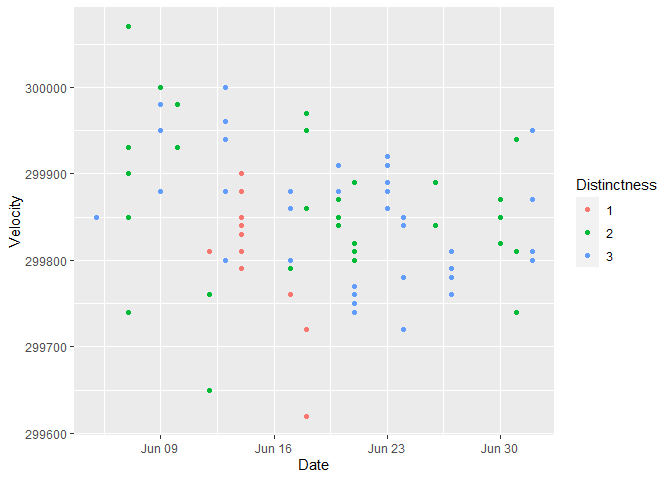 Velocity
300000
299900
299800
299700
299600
Jun 09
Jun 16
Jun 23
Jun 30
Date
Distinctness
1
2
3